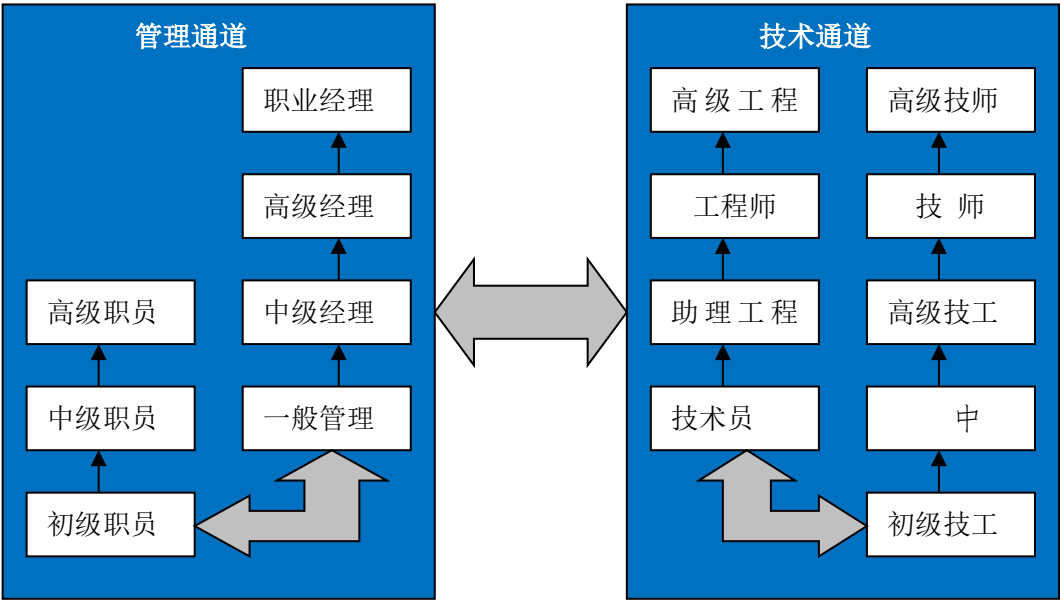 管理通道
职业经理
高级经理
中级经理
一般管理
高级职员
中级职员
初级职员
技术通道
高级工程
工程师
助理工程
技术员
高级技师
技 师
高级技工
中
初级技工